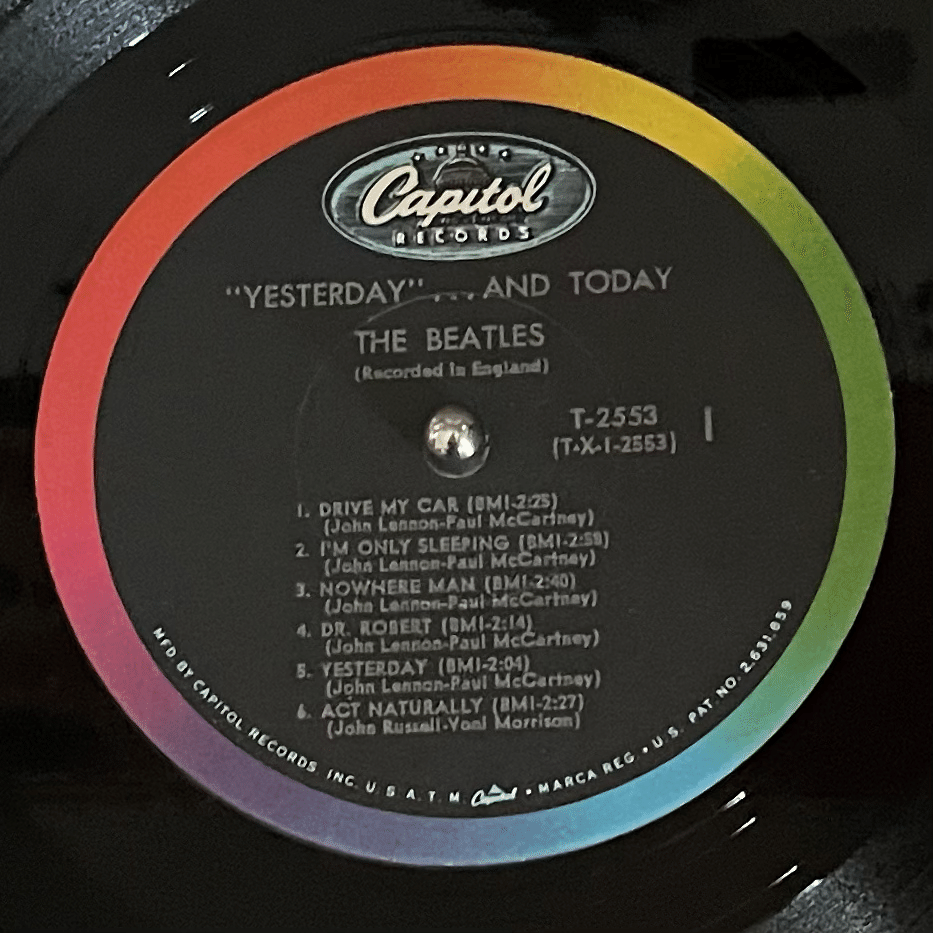 Capitol
RECORDS
"YESTERDAY" ...AND TODAY
THE BEATLES
(Recorded in England)
T-2553
(T-X-1-2553)
1
1. DRIVE MY CAR (BMI-2:25)
(John Lennon-Paul McCartney)
2. I'M ONLY SLEEPING (BMI-2:58)
(John Lennon-Paul McCartney)
3. NOWHERE MAN (BMI-2:40)
(John Lennon-Paul McCartney)
4. DR. ROBERT (BMI-2:14)
(John Lennon-Paul McCartney)
5. YESTERDAY (BMI-2:04)
(John Lennon-Paul McCartney)
6. ACT NATURALLY (BMI-2:27)
(John Russell-Voni Morrison)
MFD BY CAPITOL RECORDS, INC. U.S.A. T.M. Capitol • MARCA REG • U.S. PAT. NO. 2,631,859